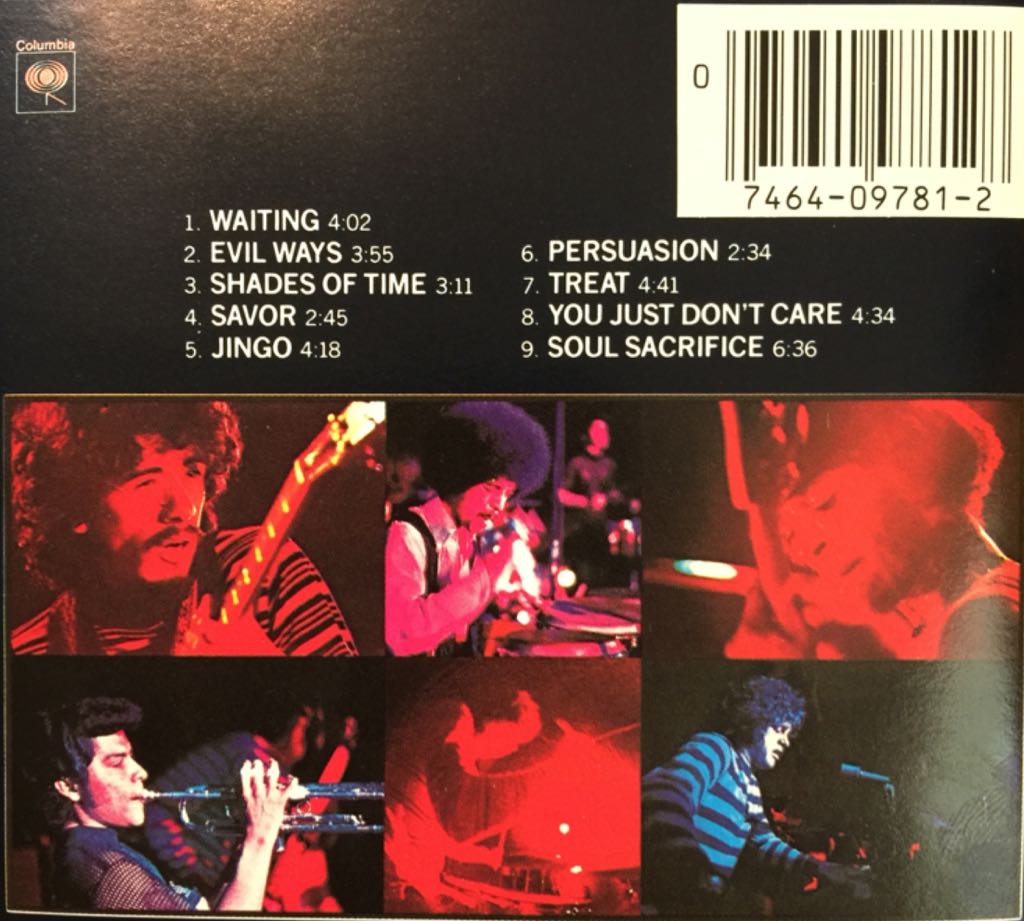 Columbia
0
7464-09781-2
1. WAITING 4:02
2. EVIL WAYS 3:55
3. SHADES OF TIME 3:11
4. SAVOR 2:45
5. JINGO 4:18
6. PERSUASION 2:34
7. TREAT 4:41
8. YOU JUST DON'T CARE 4:34
9. SOUL SACRIFICE 6:36